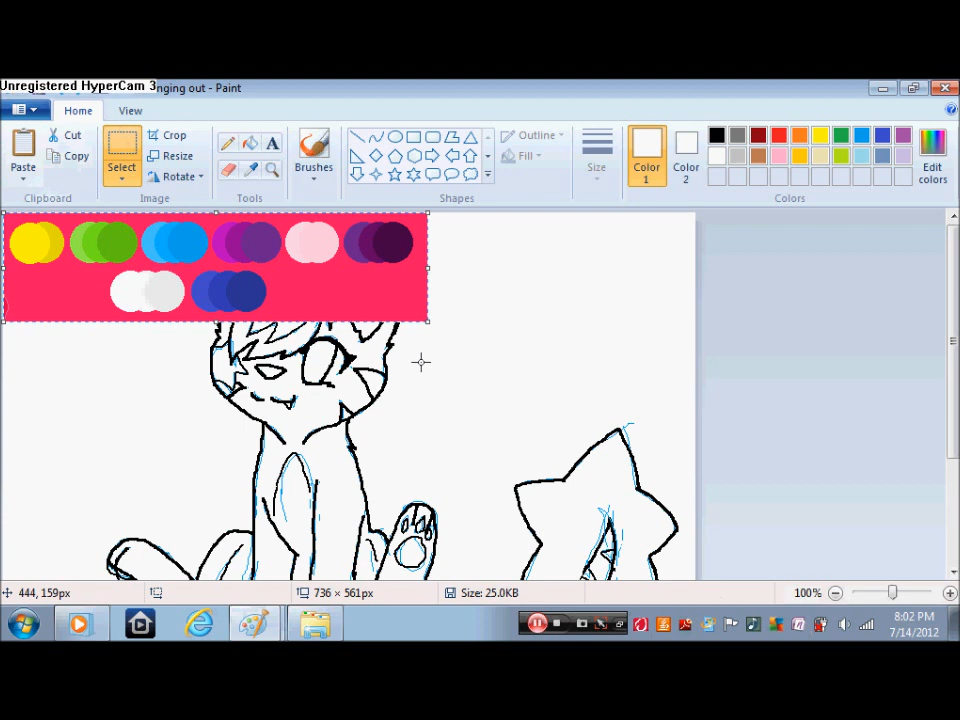 Unregistered HyperCam 3
nging out - Paint
Home
View
Paste
Cut
Copy
Clipboard
Select
Crop
Resize
Rotate
Image
A
Tools
Brushes
Outline
Fill
Shapes
Size
Color
1
Color
2
Edit
colors
Colors
444, 159px
736 × 561px
Size: 25.0KB
100%
8:02 PM
7/14/2012